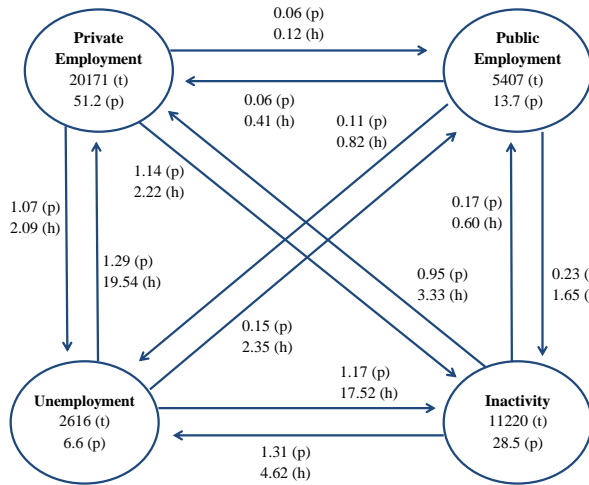 Private
Employment
20171 (t)
51.2 (p)
0.06 (p)
0.12 (h)
Public
Employment
5407 (t)
13.7 (p)
0.06 (p)
0.41 (h)
0.11 (p)
0.82 (h)
1.14 (p)
2.22 (h)
1.07 (p)
2.09 (h)
1.29 (p)
19.54 (h)
0.17 (p)
0.60 (h)
0.95 (p)
3.33 (h)
0.23 (p)
1.65 (
0.15 (p)
2.35 (h)
Unemployment
2616 (t)
6.6 (p)
1.17 (p)
17.52 (h)
1.31 (p)
4.62 (h)
Inactivity
11220 (t)
28.5 (p)